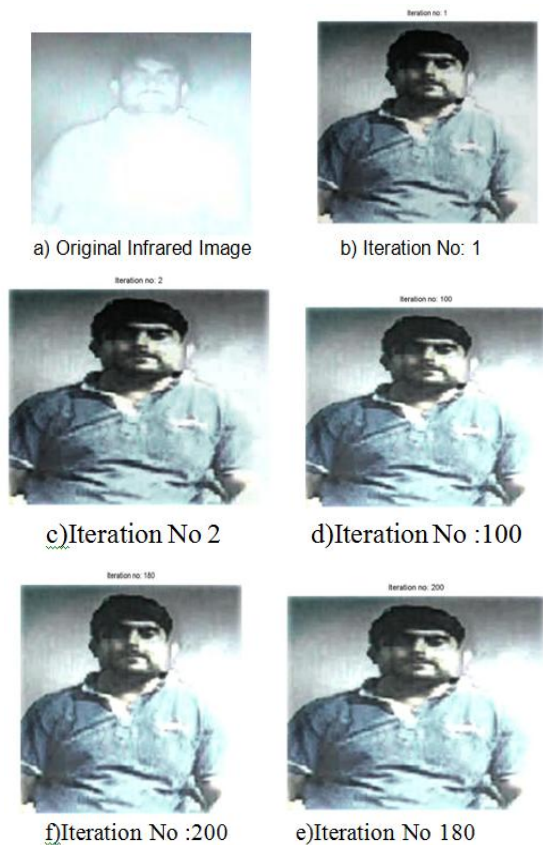 Iteration no: 1
a) Original Infrared Image
b) Iteration No: 1
Iteration no: 2
Iteration no: 100
c)Iteration No 2
d)Iteration No :100
Iteration no: 180
Iteration no: 200
f)Iteration No :200
e)Iteration No 180